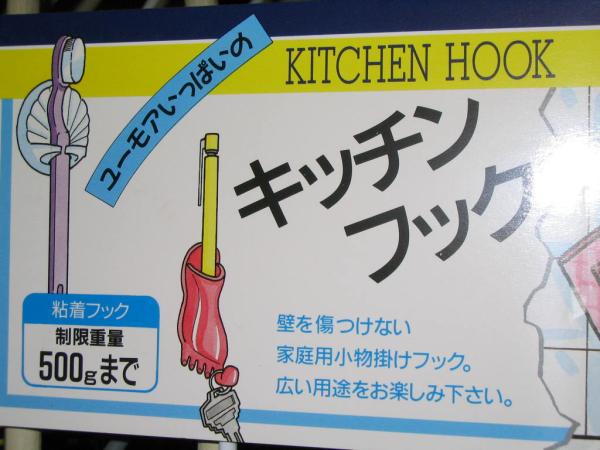 KITCHEN HOOK
ユーモアいっぱいの
キッチン
フック
粘着フック
制限重量
500gまで
壁を傷つけない
家庭用小物掛けフック。
広い用途をお楽しみ下さい。